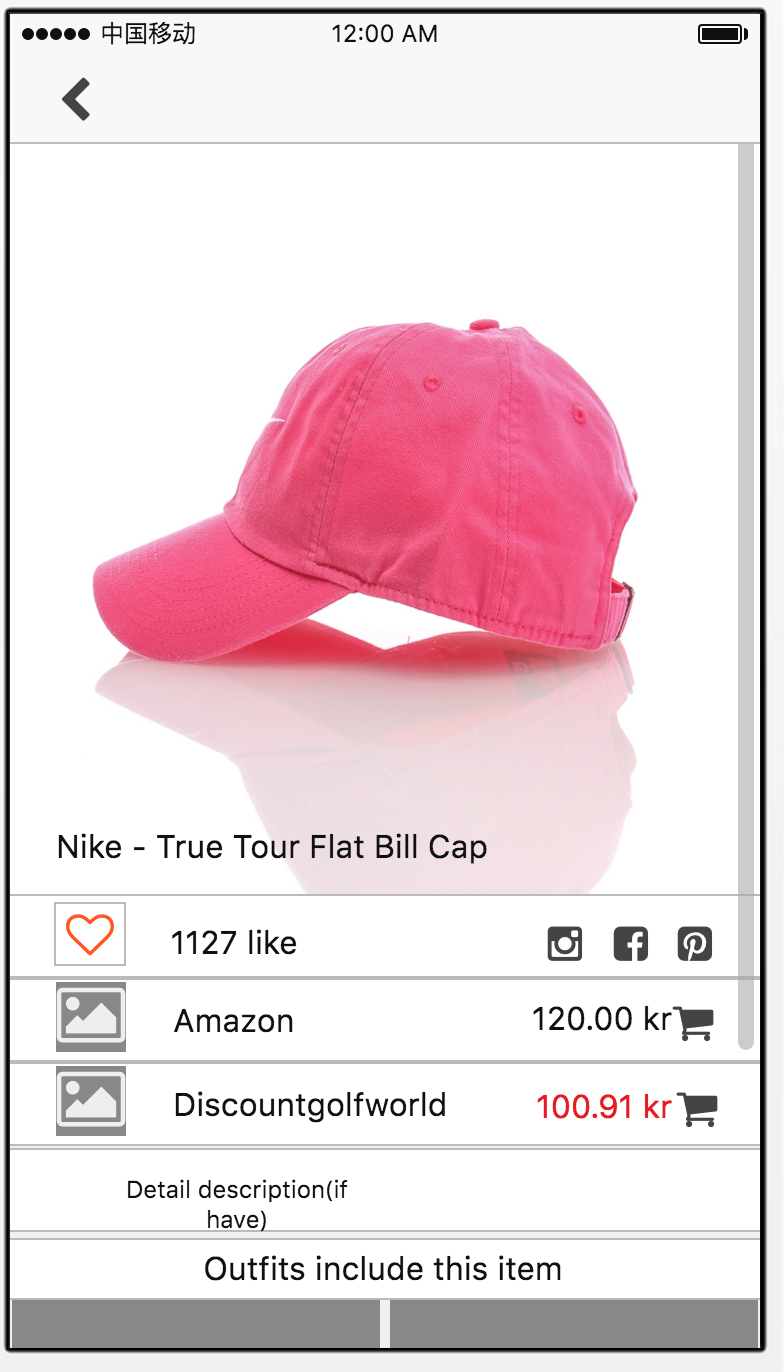 中国移动 12:00 AM
Nike - True Tour Flat Bill Cap
1127 like
Amazon 120.00 kr
Discountgolfworld 100.91 kr
Detail description(if
have)
Outfits include this item